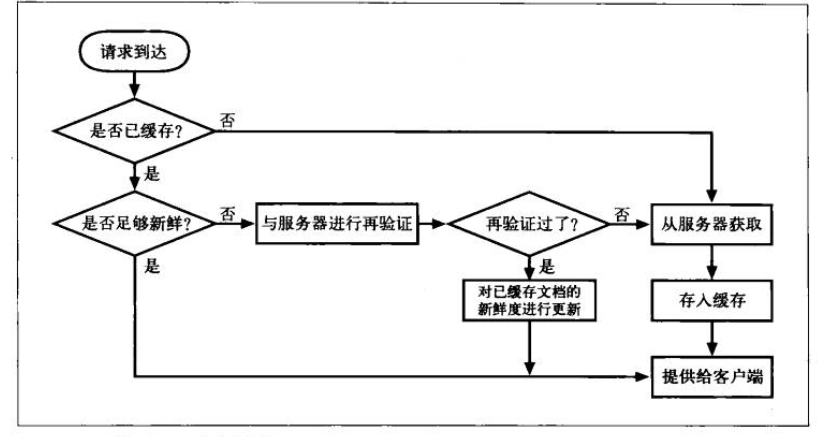 请求到达
是否已缓存?
否
是
是否足够新鲜?
否
与服务器进行再验证
再验证过了?
否
从服务器获取
是
是
对已缓存文档的
新鲜度进行更新
存入缓存
提供给客户端